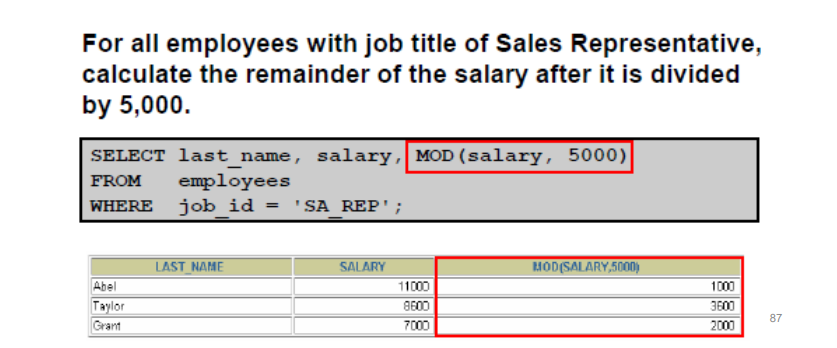 For all employees with job title of Sales Representative,
calculate the remainder of the salary after it is divided
by 5,000.
SELECT last_name, salary, MOD(salary, 5000)
FROM employees
WHERE job_id = 'SA_REP';
LAST_NAME SALARY MOD(SALARY,5000)
Abel 11000 1000
Taylor 8600 3600
Grant 7000 2000
87